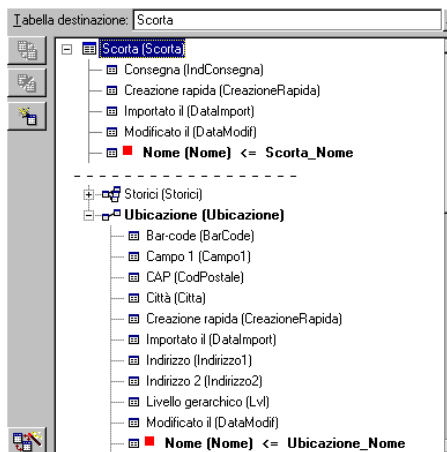 Tabella destinazione: Scorta
Scorta (Scorta)
Consegna (IndConsegna)
Creazione rapida (CreazioneRapida)
Importato il (DataImport)
Modificato il (DataModif)
Nome (Nome) <= Scorta_Nome
Storici (Storici)
Ubicazione (Ubicazione)
Bar-code (BarCode)
Campo 1 (Campo1)
CAP (CodPostale)
Città (Citta)
Creazione rapida (CreazioneRapida)
Importato il (DataImport)
Indirizzo (Indirizzo1)
Indirizzo 2 (Indirizzo2)
Livello gerarchico (Lvl)
Modificato il (DataModif)
Nome (Nome) <= Ubicazione_Nome